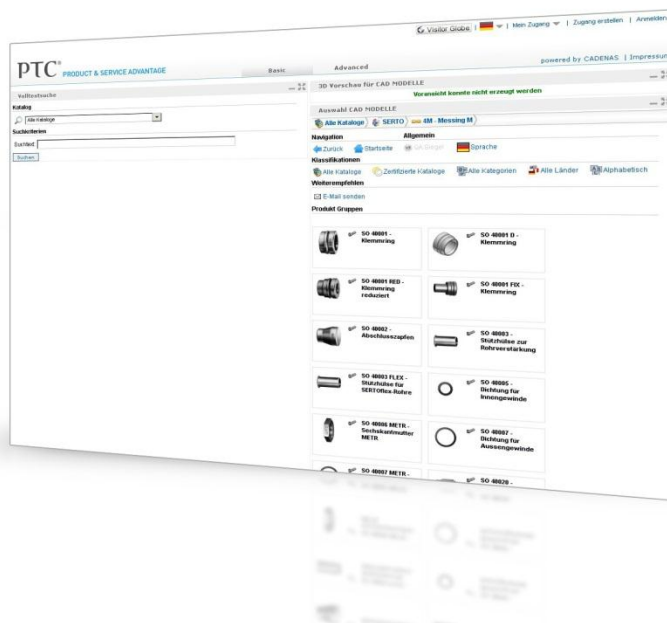 Visitor Globe | Mein Zugang | Zugang erstellen | Anmelden
PTC® PRODUCT & SERVICE ADVANTAGE
Basic
Advanced
powered by CADENAS | Impressum
Volltextsuche
Katalog
Alle Kataloge
Suchkriterien
Suchtext
Suchen
3D Vorschau für CAD MODELLE
Voransicht konnte nicht erzeugt werden
Auswahl CAD MODELLE
Alle Kataloge SERTO 4M - Messing M
Navigation
Allgemein
Zurück Startseite Sprache
Klassifikationen
Alle Kataloge Zertifizierte Kataloge Alle Kategorien Alle Länder Alphabetisch
Weiterempfehlen
E-Mail senden
Produkt Gruppen
SO 40001 -
Klemmring
SO 40001 D -
Klemmring
SO 40001 RED -
Klemmring
reduziert
SO 40001 FIX -
Klemmring
SO 40002 -
Abschlusszapfen
SO 40003 -
Stützhülse zur
Rohrverstärkung
SO 40003 FLEX -
Stützhülse für
SERTOflex-Rohre
SO 40005 -
Dichtung für
Innengewinde
SO 40006 METR -
Sechskantmutter
METR
SO 40007 -
Dichtung für
Aussengewinde
SO 40007 METR -
SO 40020 -